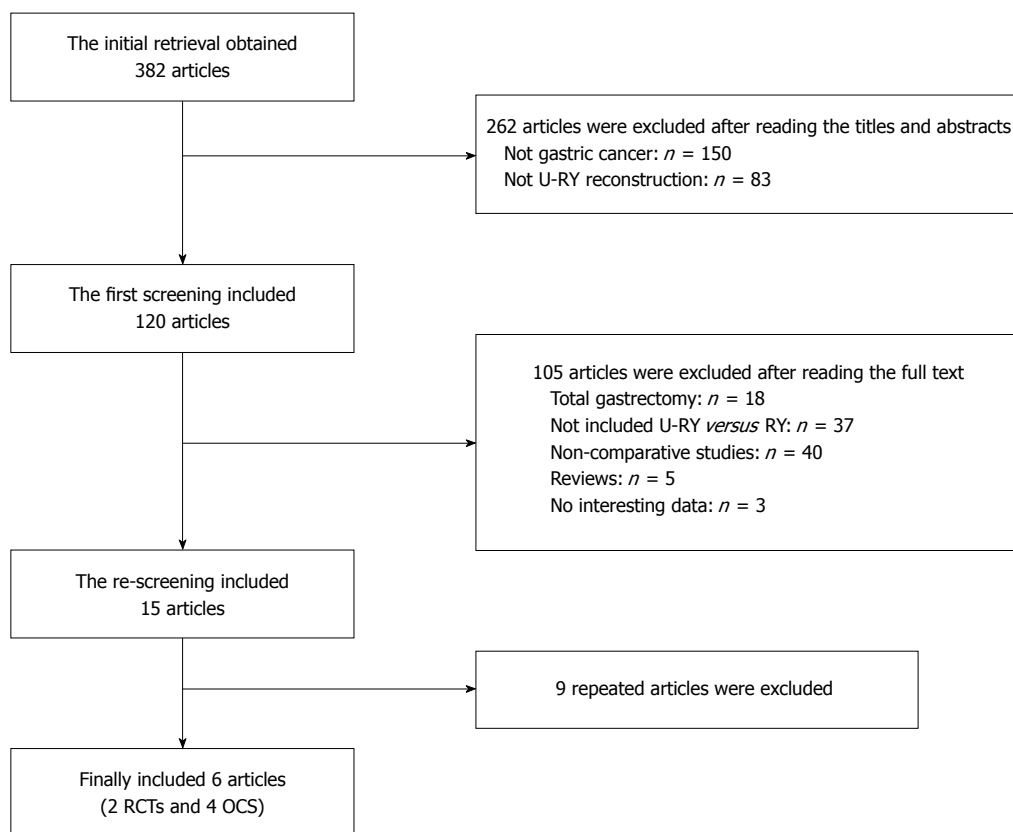 The initial retrieval obtained
382 articles
262 articles were excluded after reading the titles and abstracts
Not gastric cancer: n = 150
Not U-RY reconstruction: n = 83
The first screening included
120 articles
105 articles were excluded after reading the full text
Total gastrectomy: n = 18
Not included U-RY versus RY: n = 37
Non-comparative studies: n = 40
Reviews: n = 5
No interesting data: n = 3
The re-screening included
15 articles
9 repeated articles were excluded
Finally included 6 articles
(2 RCTs and 4 OCS)